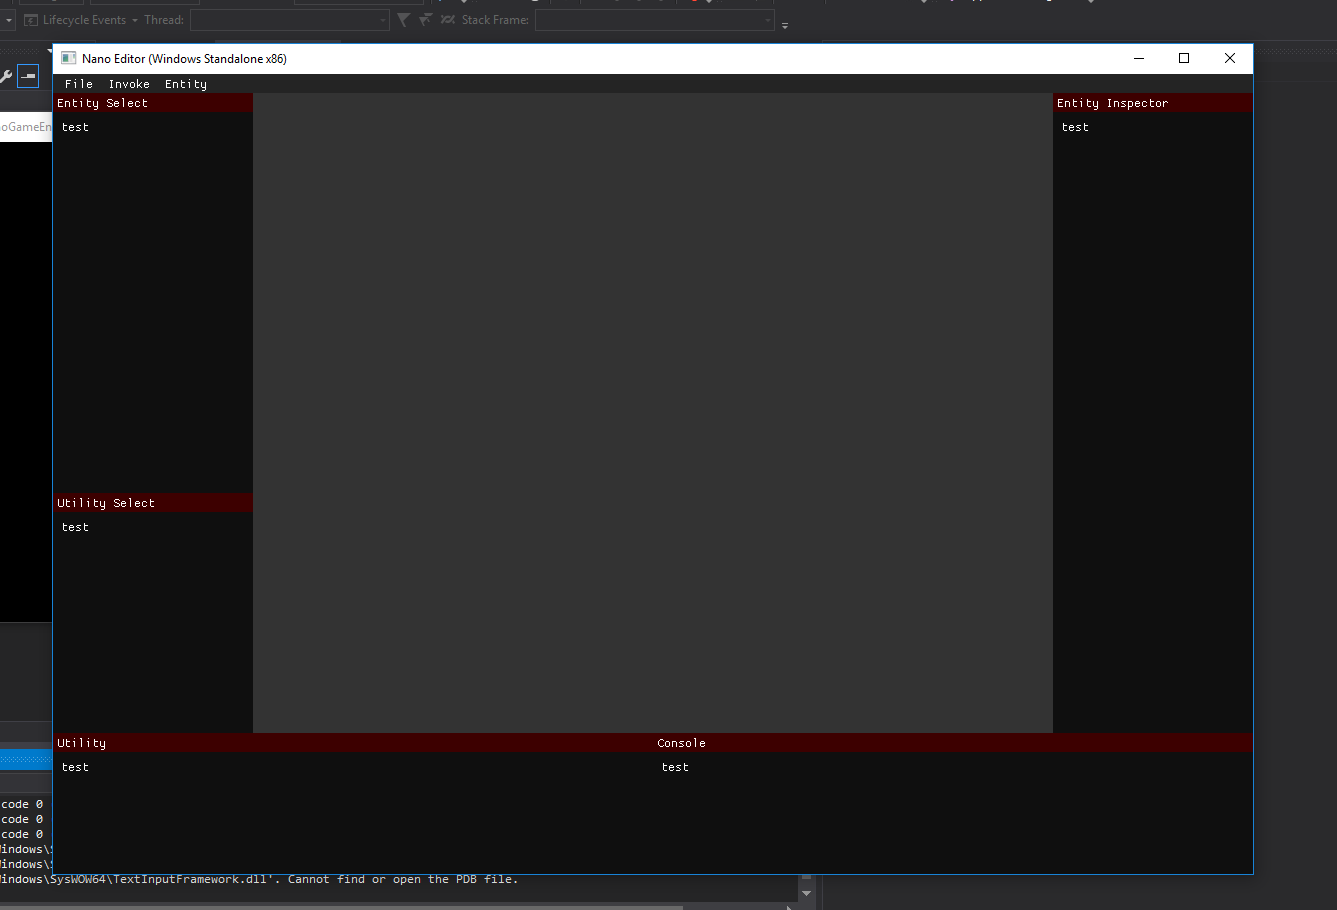 Lifecycle Events Thread: Stack Frame:
Nano Editor (Windows Standalone x86)
File Invoke Entity
Entity Select
test
Entity Inspector
test
oGameEn
Utility Select
test
Utility
test
Console
test
code 0
code 0
code 0
indows\S
indows\S
indows\SysWOW64\TextInputFramework.dll'. Cannot find or open the PDB file.